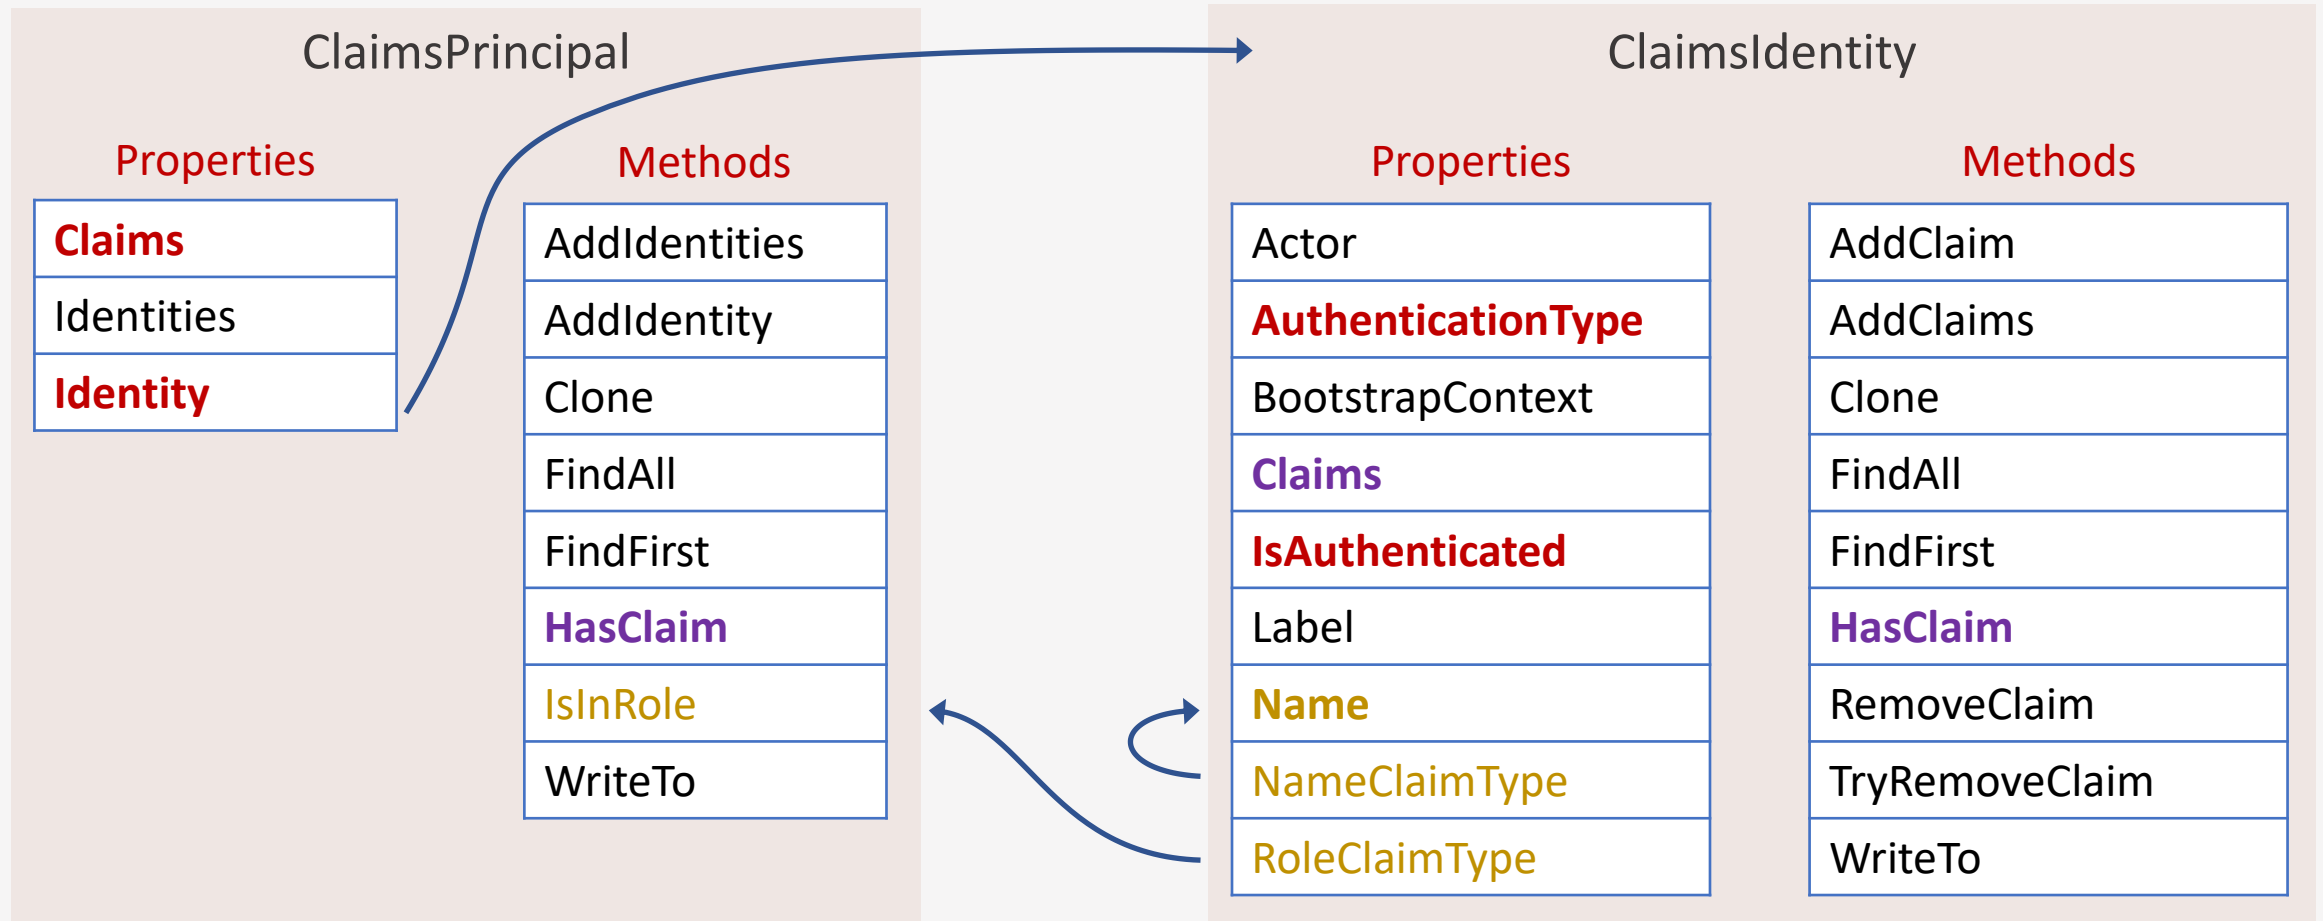 ClaimsPrincipal
Properties
Claims
Identities
Identity
Methods
AddIdentities
AddIdentity
Clone
FindAll
FindFirst
HasClaim
IsInRole
WriteTo
ClaimsIdentity
Properties
Actor
AuthenticationType
BootstrapContext
Claims
IsAuthenticated
Label
Name
NameClaimType
RoleClaimType
Methods
AddClaim
AddClaims
Clone
FindAll
FindFirst
HasClaim
RemoveClaim
TryRemoveClaim
WriteTo